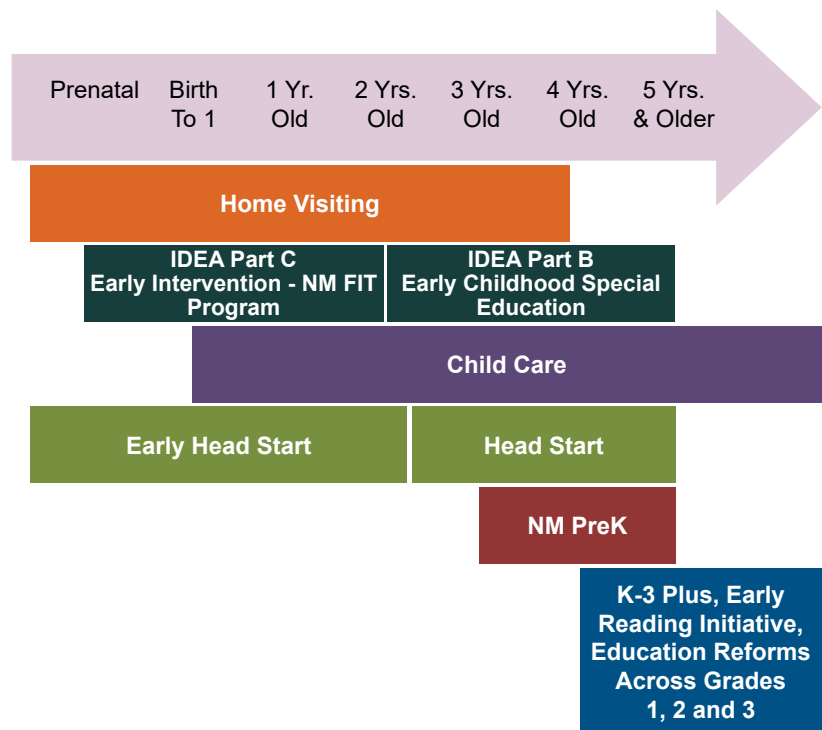 Prenatal
Birth
To 1
1 Yr.
Old
2 Yrs.
Old
3 Yrs.
Old
4 Yrs.
Old
5 Yrs.
& Older
Home Visiting
IDEA Part C
Early Intervention - NM FIT
Program
IDEA Part B
Early Childhood Special
Education
Child Care
Early Head Start
Head Start
NM PreK
K-3 Plus, Early
Reading Initiative,
Education Reforms
Across Grades
1, 2 and 3